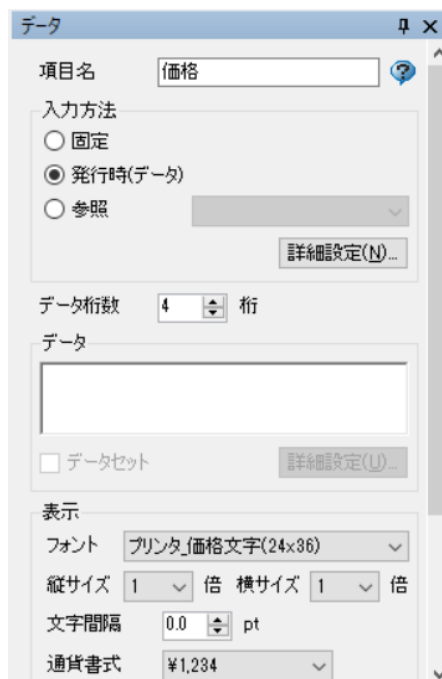 データ
項目名 価格
入力方法
固定
発行時(データ)
参照
詳細設定(N)...
データ桁数 4 桁
データ
データセット 詳細設定(U)...
表示
フォント プリンタ_価格文字(24x36)
縦サイズ 1 倍 横サイズ 1 倍
文字間隔 0.0 pt
通貨書式 ¥1,234